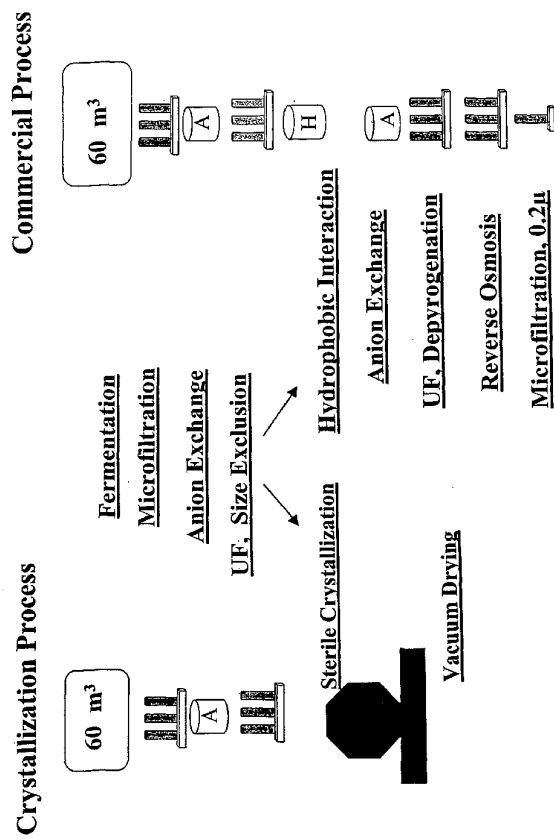 Crystallization Process
Commercial Process
60 m³
60 m³
Fermentation
Microfiltration
A
Anion Exchange
A
UF, Size Exclusion
Sterile Crystallization
Hydrophobic Interaction
H
Anion Exchange
A
Vacuum Drying
UF, Depyrogenation
Reverse Osmosis
Microfiltration, 0.2µ